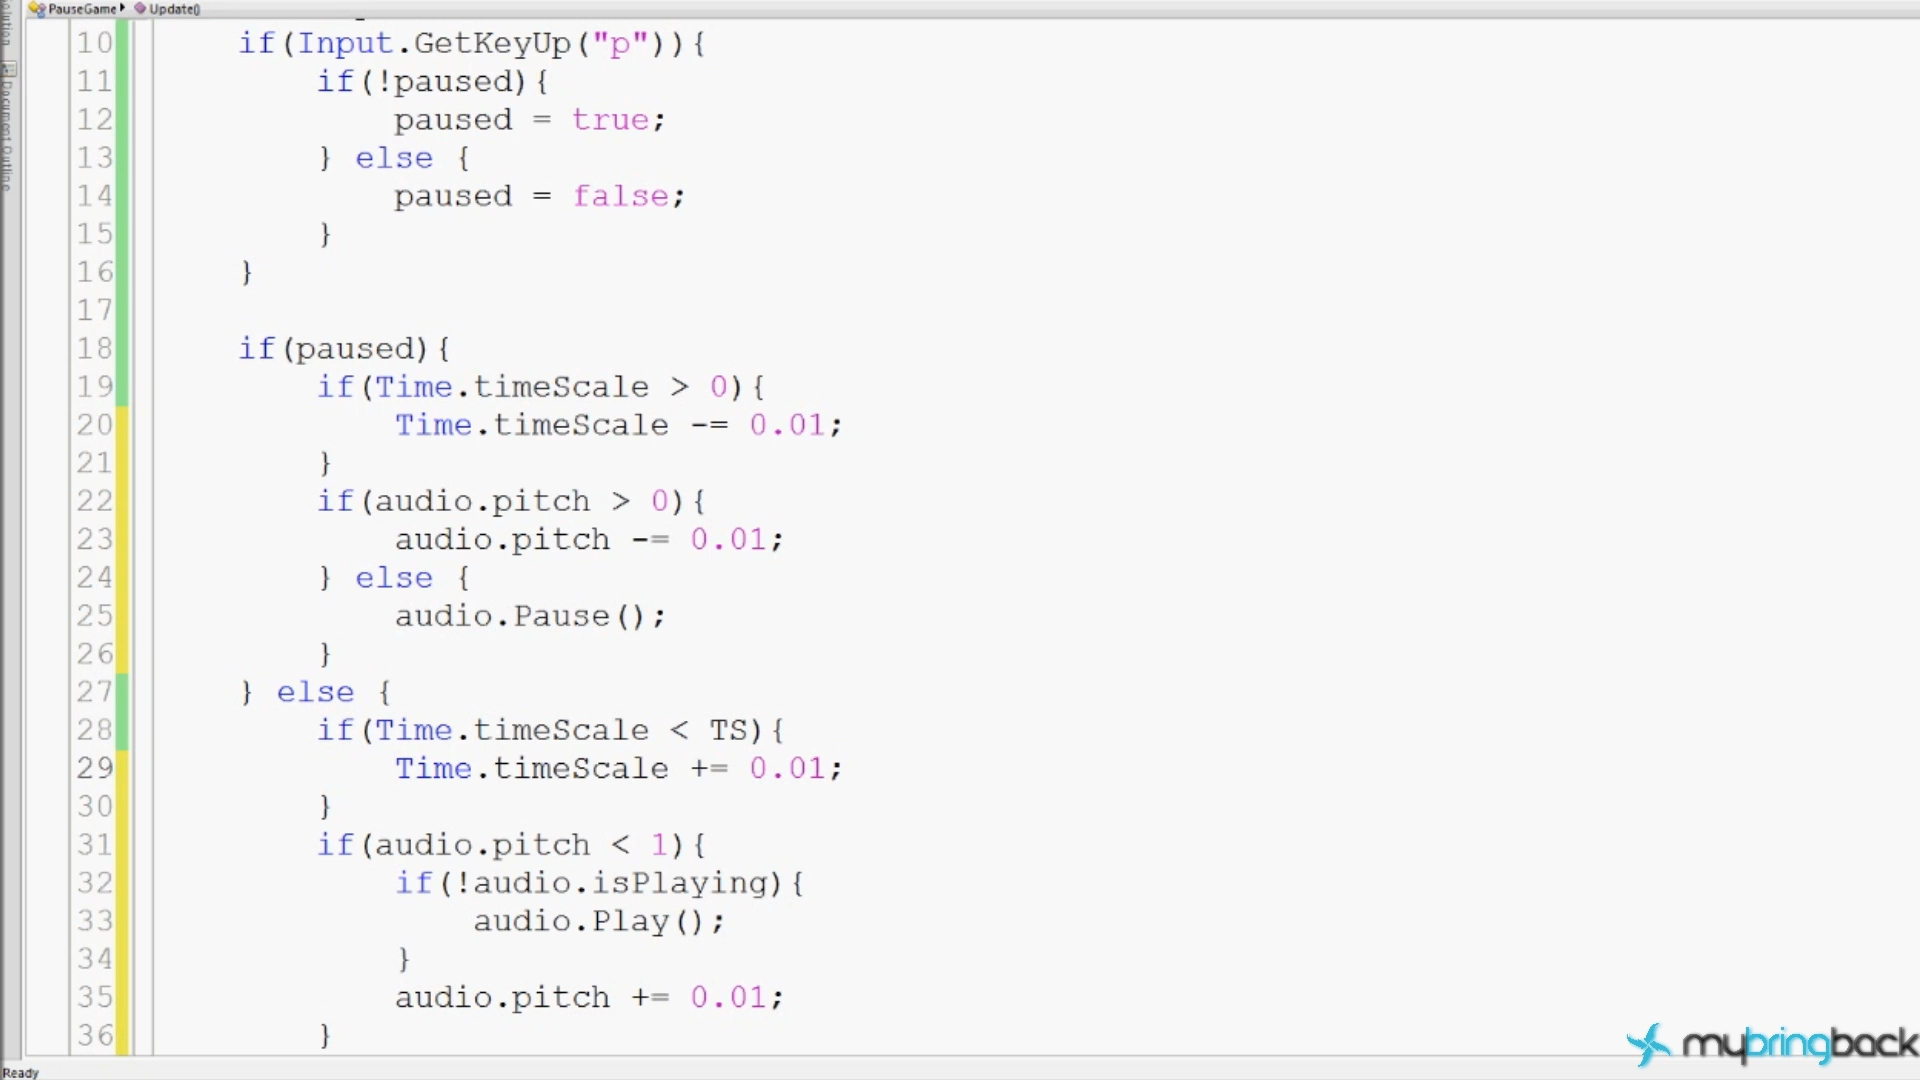 PauseGame Update()
olution
Document Outline
10 if(Input.GetKeyUp("p")){
11 if(!paused){
12 paused = true;
13 } else {
14 paused = false;
15 }
16 }
17
18 if(paused){
19 if(Time.timeScale > 0){
20 Time.timeScale -= 0.01;
21 }
22 if(audio.pitch > 0){
23 audio.pitch -= 0.01;
24 } else {
25 audio.Pause();
26 }
27 } else {
28 if(Time.timeScale < TS){
29 Time.timeScale += 0.01;
30 }
31 if(audio.pitch < 1){
32 if(!audio.isPlaying){
33 audio.Play();
34 }
35 audio.pitch += 0.01;
36 }
mybringback
Ready